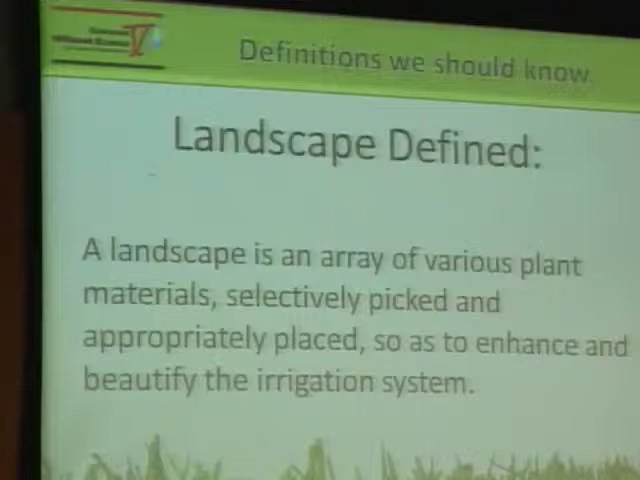 Definitions we should know.
Landscape Defined:
A landscape is an array of various plant
materials, selectively picked and
appropriately placed, so as to enhance and
beautify the irrigation system.